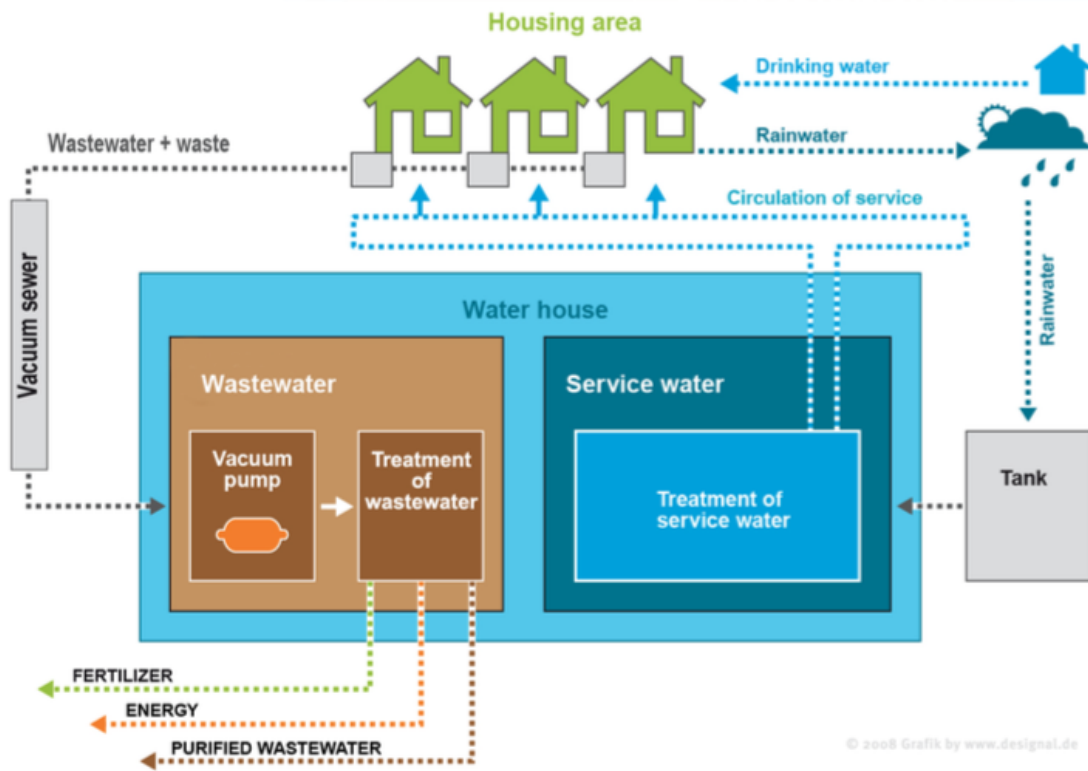 Housing area
Drinking water
Wastewater + waste
Rainwater
Circulation of service
Vacuum sewer
Rainwater
Water house
Wastewater
Service water
Vacuum
pump
Treatment
of
wastewater
Treatment of
service water
Tank
FERTILIZER
ENERGY
PURIFIED WASTEWATER
© 2008 Grafik by www.designal.de